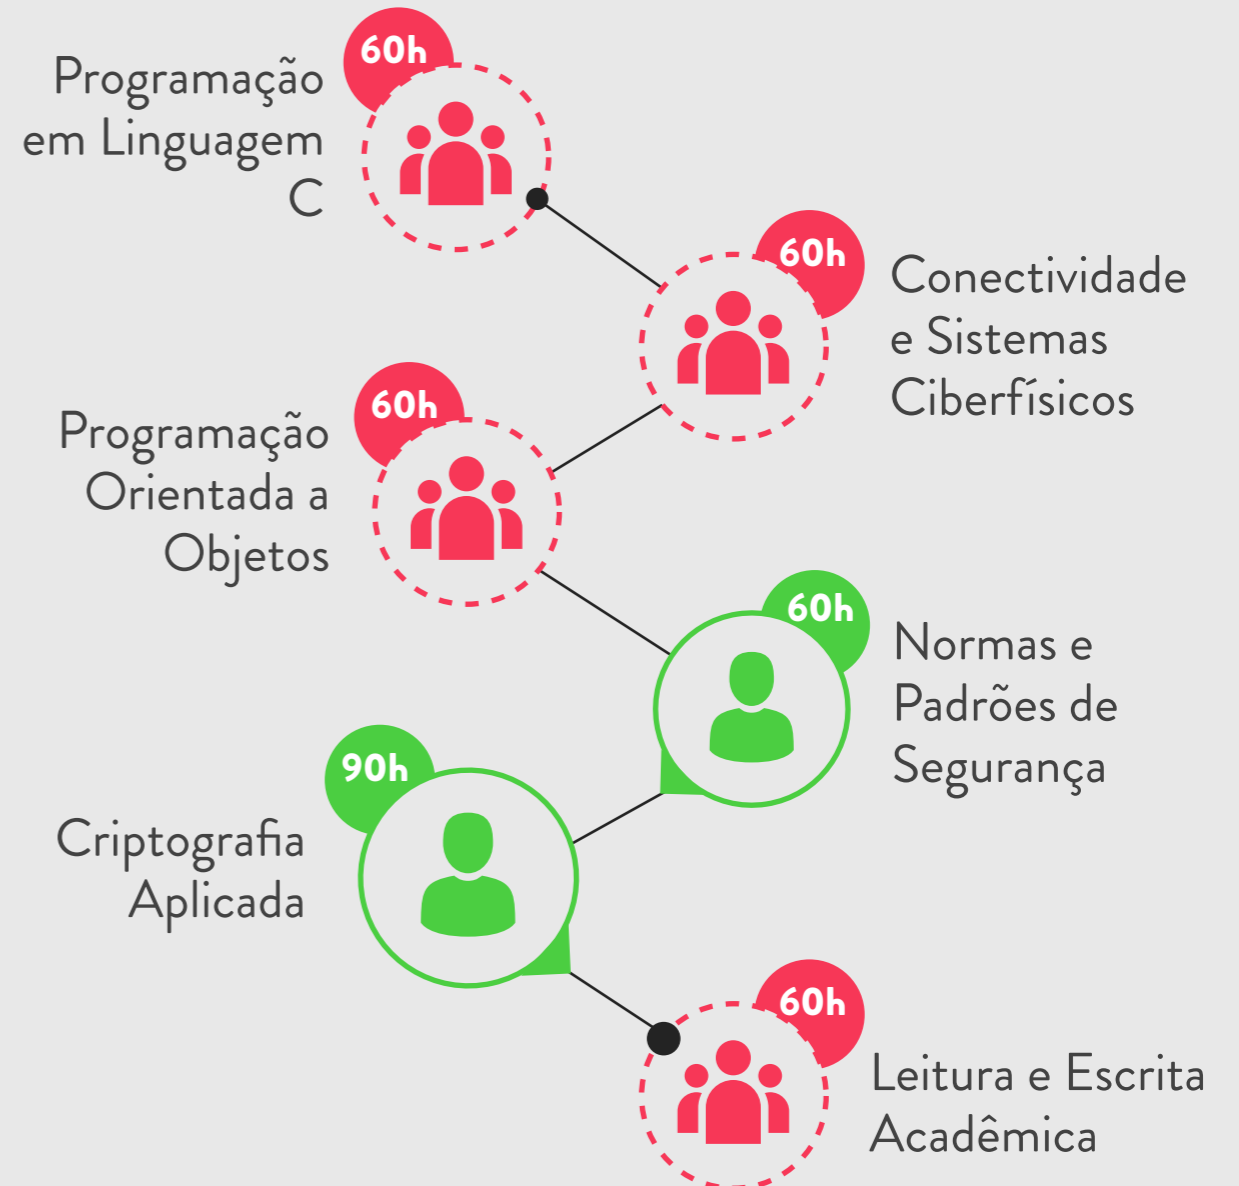 60h
Programação
em Linguagem
C
60h
Conectividade
e Sistemas
Ciberfísicos
60h
Programação
Orientada a
Objetos
60h
Normas e
Padrões de
Segurança
90h
Criptografia
Aplicada
60h
Leitura e Escrita
Acadêmica